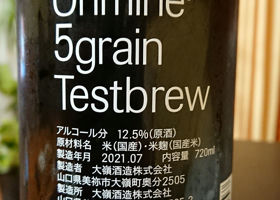 Ohmine
5grain
Testbrew
アルコール分 12.5%(原酒)
原材料名 米(国産)・米麹(国産米)
製造年月 2021.07 内容量 720ml
製造者 大嶺酒造株式会社
山口県美祢市大嶺町奥分2505
製造所 大嶺酒造株式会社